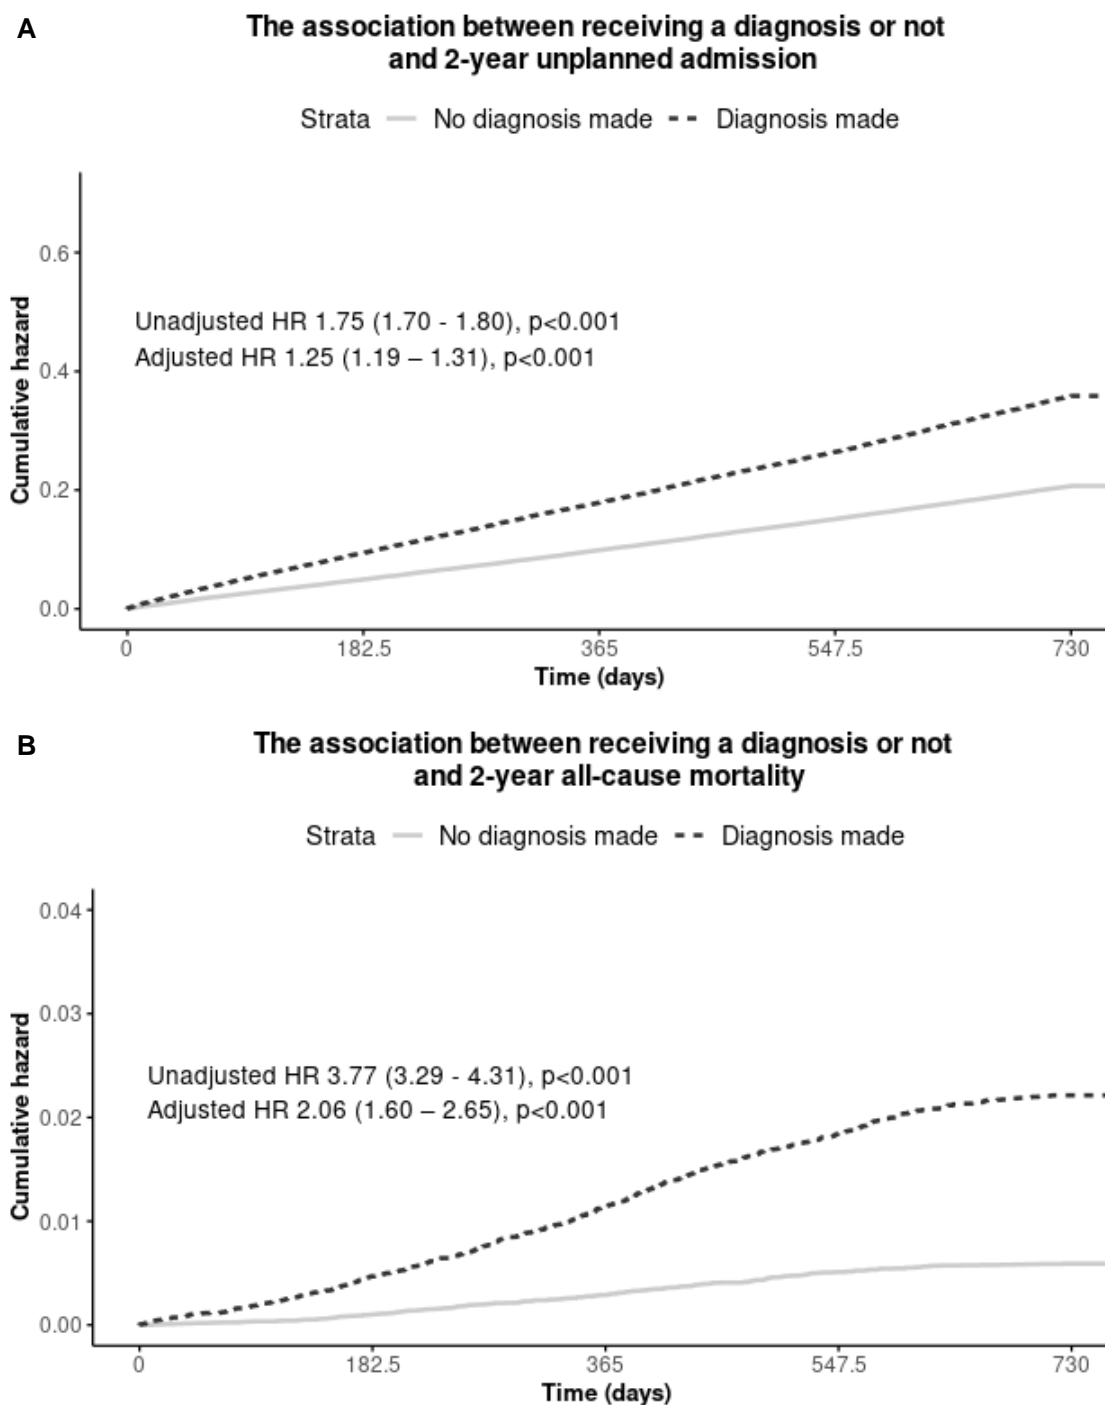 A
The association between receiving a diagnosis or not
and 2-year unplanned admission
Strata No diagnosis made Diagnosis made
Cumulative hazard
0.6
0.4
0.2
0.0
Unadjusted HR 1.75 (1.70 - 1.80), p<0.001
Adjusted HR 1.25 (1.19 – 1.31), p<0.001
0 182.5 365 547.5 730
Time (days)
B
The association between receiving a diagnosis or not
and 2-year all-cause mortality
Strata No diagnosis made Diagnosis made
Cumulative hazard
0.04
0.03
0.02
0.01
0.00
Unadjusted HR 3.77 (3.29 - 4.31), p<0.001
Adjusted HR 2.06 (1.60 – 2.65), p<0.001
0 182.5 365 547.5 730
Time (days)